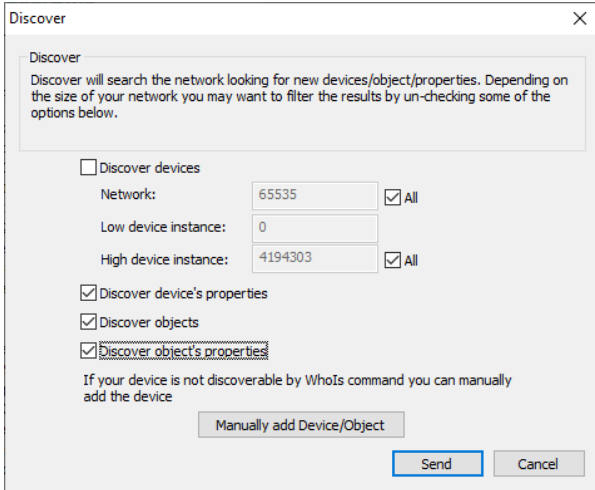 Discover
Discover
Discover will search the network looking for new devices/object/properties. Depending on
the size of your network you may want to filter the results by un-checking some of the
options below.
Discover devices
Network: 65535 All
Low device instance: 0
High device instance: 4194303 All
Discover device's properties
Discover objects
Discover object's properties
If your device is not discoverable by WhoIs command you can manually
add the device
Manually add Device/Object
Send Cancel